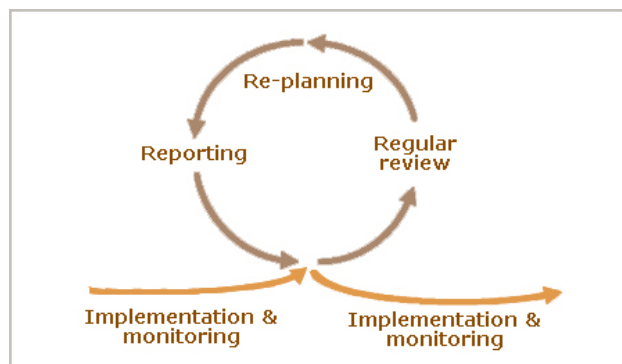 Re-planning
Reporting
Regular
review
Implementation &
monitoring
Implementation &
monitoring